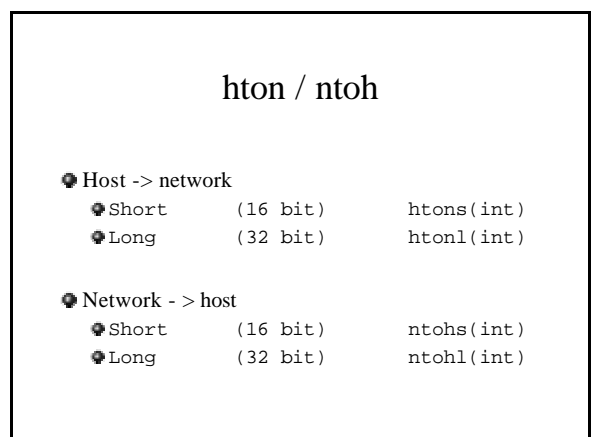 hton / ntoh
Host -> network
Short (16 bit) htons(int)
Long (32 bit) htonl(int)
Network - > host
Short (16 bit) ntohs(int)
Long (32 bit) ntohl(int)